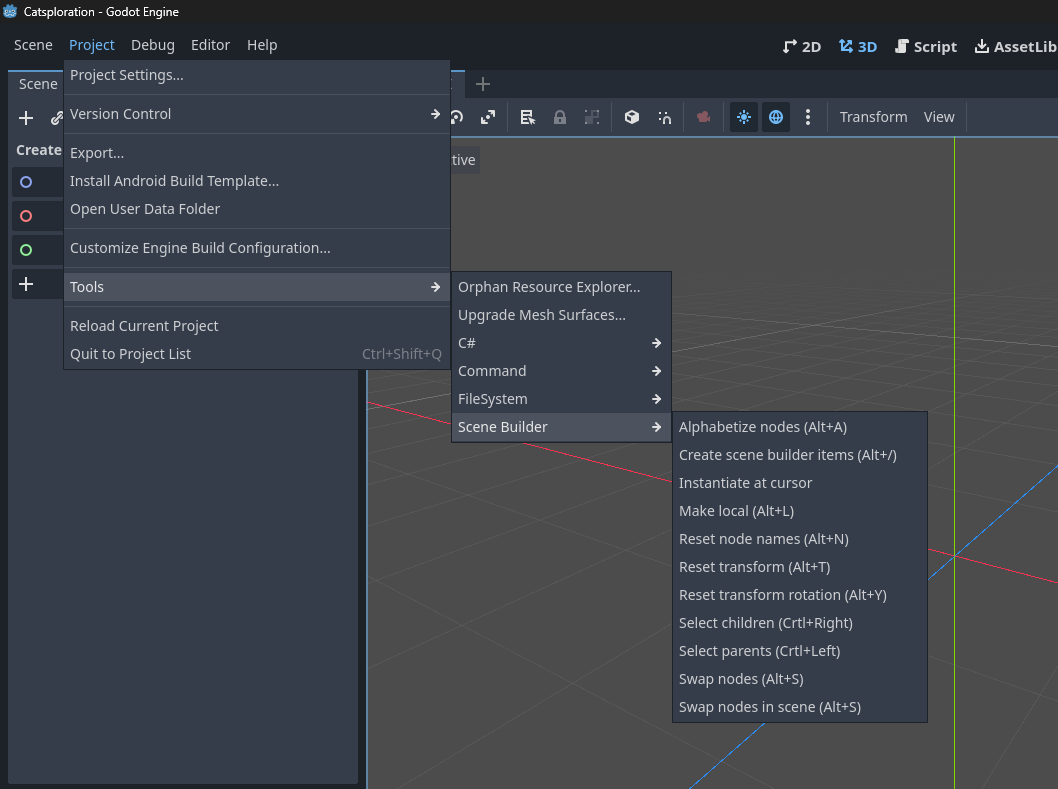 Catsploration - Godot Engine
Scene Project Debug Editor Help
2D 3D Script AssetLib
Scene
Project Settings...
Transform View
Version Control
Create
Export...
Install Android Build Template...
Open User Data Folder
Customize Engine Build Configuration...
Tools
Reload Current Project
Quit to Project List Ctrl+Shift+Q
Orphan Resource Explorer...
Upgrade Mesh Surfaces...
C#
Command
FileSystem
Scene Builder
Alphabetize nodes (Alt+A)
Create scene builder items (Alt+/)
Instantiate at cursor
Make local (Alt+L)
Reset node names (Alt+N)
Reset transform (Alt+T)
Reset transform rotation (Alt+Y)
Select children (Crtl+Right)
Select parents (Crtl+Left)
Swap nodes (Alt+S)
Swap nodes in scene (Alt+S)